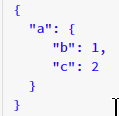 {
  "a": {
     "b": 1,
     "c": 2
  }
}